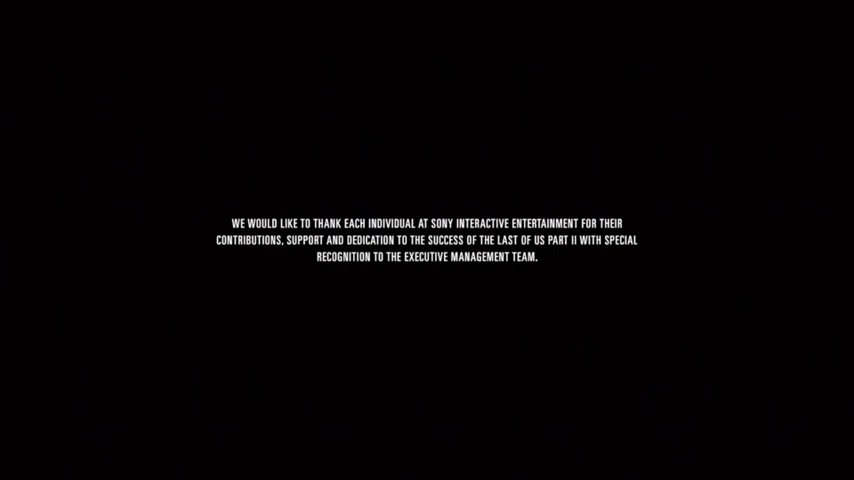 WE WOULD LIKE TO THANK EACH INDIVIDUAL AT SONY INTERACTIVE ENTERTAINMENT FOR THEIR
CONTRIBUTIONS, SUPPORT AND DEDICATION TO THE SUCCESS OF THE LAST OF US PART II WITH SPECIAL
RECOGNITION TO THE EXECUTIVE MANAGEMENT TEAM.